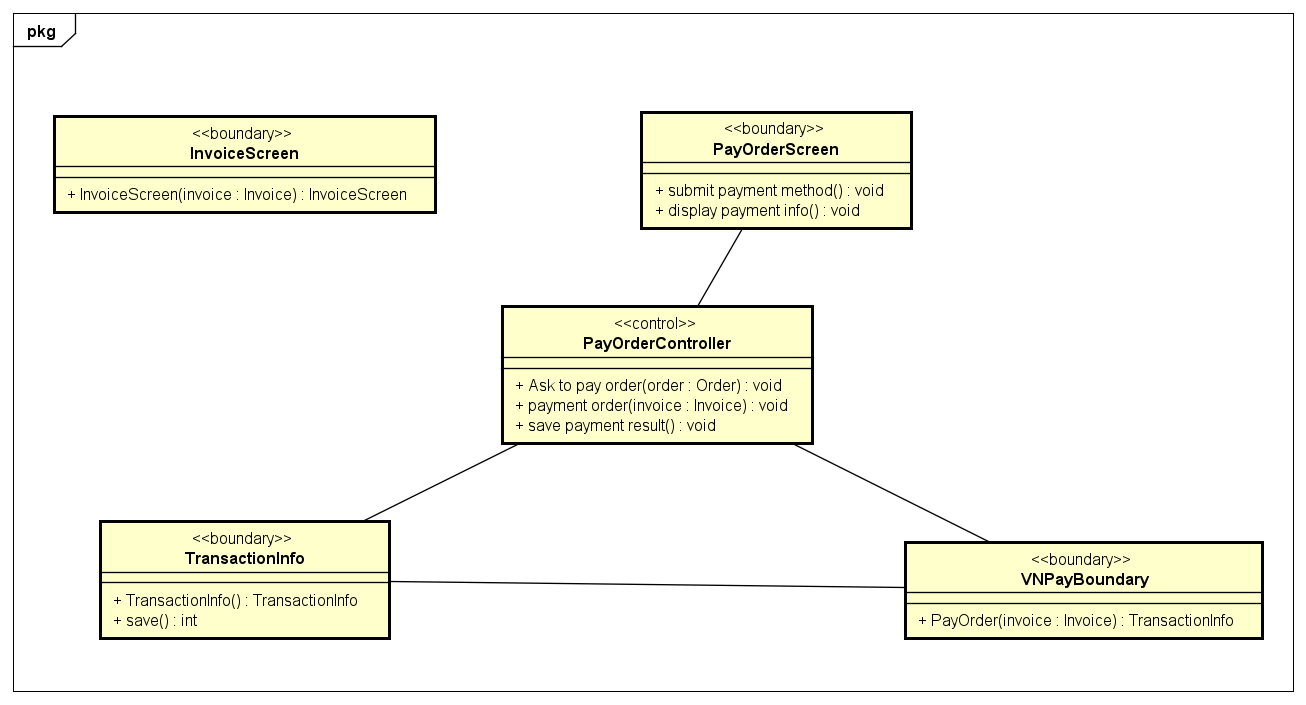 pkg
<<boundary>>
InvoiceScreen
+ InvoiceScreen(invoice : Invoice) : InvoiceScreen
<<boundary>>
PayOrderScreen
+ submit payment method() : void
+ display payment info() : void
<<control>>
PayOrderController
+ Ask to pay order(order : Order) : void
+ payment order(invoice : Invoice) : void
+ save payment result() : void
<<boundary>>
TransactionInfo
+ TransactionInfo() : TransactionInfo
+ save() : int
<<boundary>>
VNPayBoundary
+ PayOrder(invoice : Invoice) : TransactionInfo